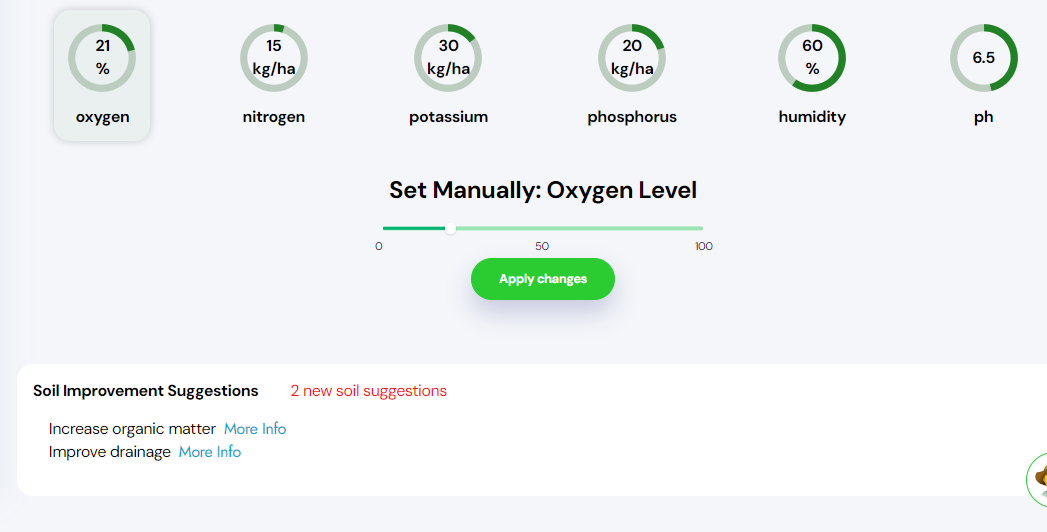 21
%
oxygen
15
kg/ha
nitrogen
30
kg/ha
potassium
20
kg/ha
phosphorus
60
%
humidity
6.5
ph
Set Manually: Oxygen Level
0 50 100
Apply changes
Soil Improvement Suggestions 2 new soil suggestions
Increase organic matter More Info
Improve drainage More Info